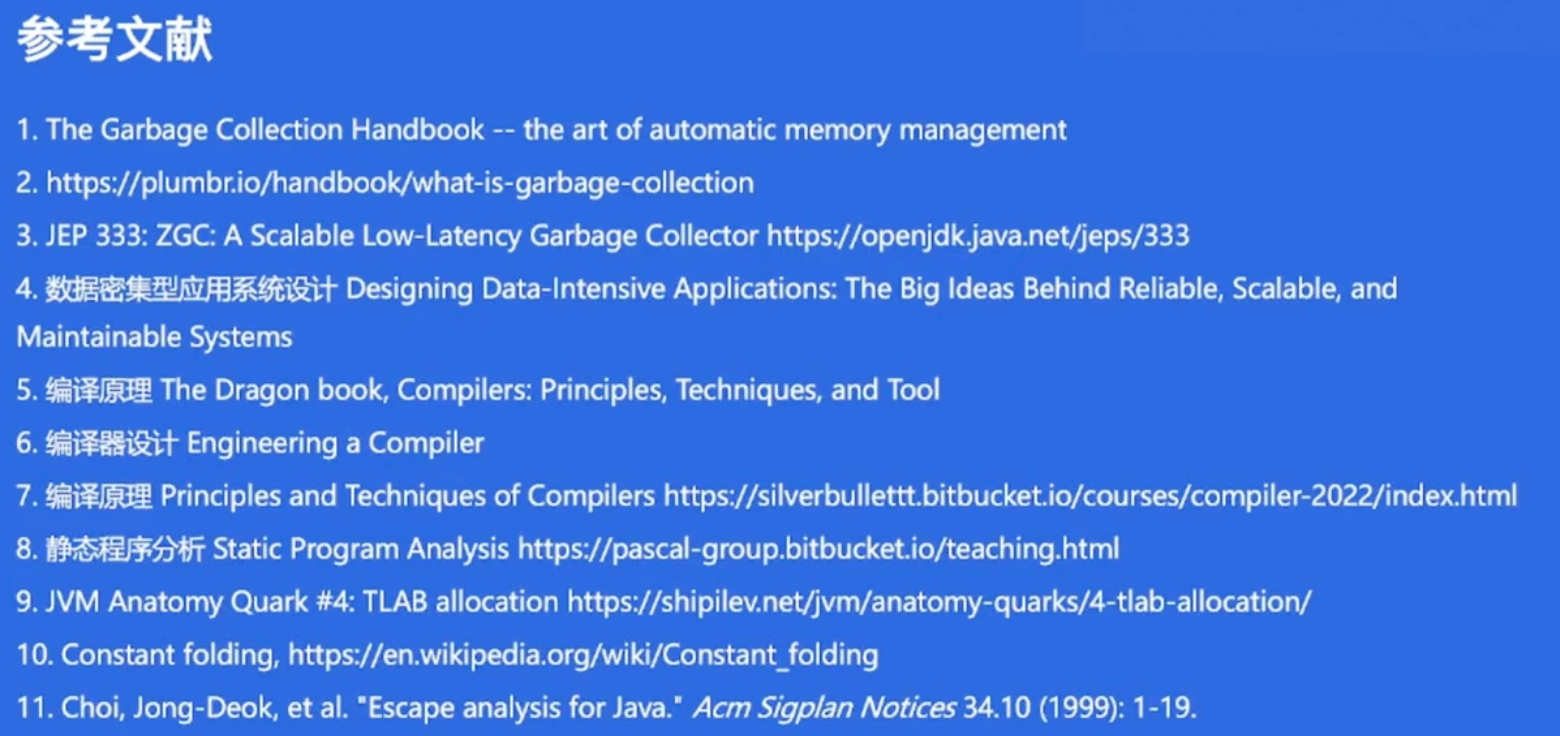 参考文献
1. The Garbage Collection Handbook -- the art of automatic memory management
2. https://plumbr.io/handbook/what-is-garbage-collection
3. JEP 333: ZGC: A Scalable Low-Latency Garbage Collector https://openjdk.java.net/jeps/333
4. 数据密集型应用系统设计 Designing Data-Intensive Applications: The Big Ideas Behind Reliable, Scalable, and
Maintainable Systems
5. 编译原理 The Dragon book, Compilers: Principles, Techniques, and Tool
6. 编译器设计 Engineering a Compiler
7. 编译原理 Principles and Techniques of Compilers https://silverbullettt.bitbucket.io/courses/compiler-2022/index.html
8. 静态程序分析 Static Program Analysis https://pascal-group.bitbucket.io/teaching.html
9. JVM Anatomy Quark #4: TLAB allocation https://shipilev.net/jvm/anatomy-quarks/4-tlab-allocation/
10. Constant folding, https://en.wikipedia.org/wiki/Constant_folding
11. Choi, Jong-Deok, et al. "Escape analysis for Java." Acm Sigplan Notices 34.10 (1999): 1-19.